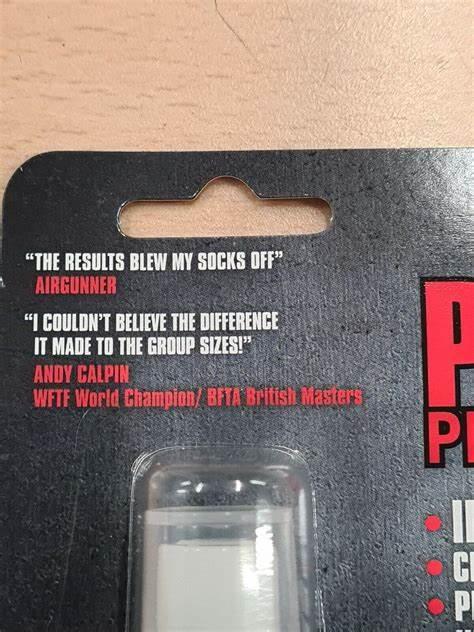 “THE RESULTS BLEW MY SOCKS OFF”
AIRGUNNER
“I COULDN’T BELIEVE THE DIFFERENCE
IT MADE TO THE GROUP SIZES!”
ANDY CALPIN
WFTF World Champion/ BFTA British Masters